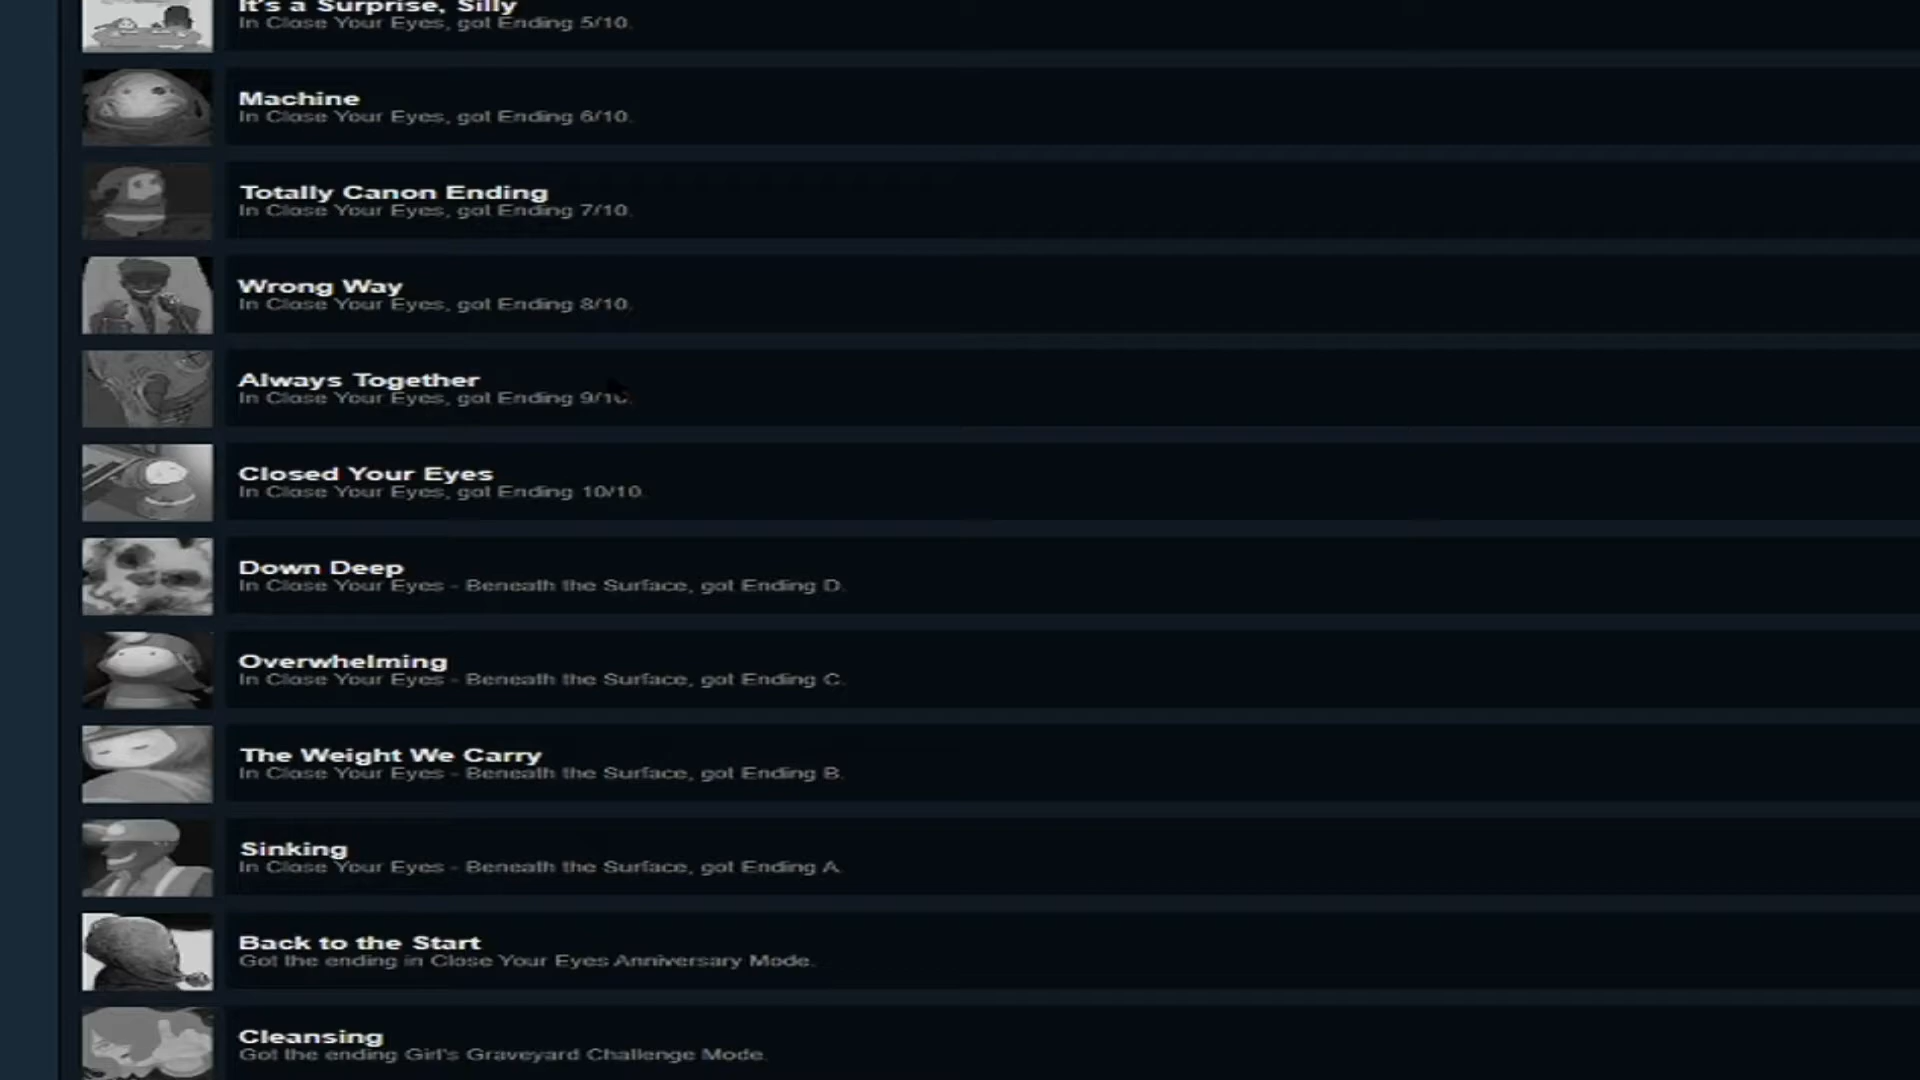 It's a Surprise, Silly
In Close Your Eyes, got Ending 5/10.
Machine
In Close Your Eyes, got Ending 6/10.
Totally Canon Ending
In Close Your Eyes, got Ending 7/10.
Wrong Way
In Close Your Eyes, got Ending 8/10.
Always Together
In Close Your Eyes, got Ending 9/10.
Closed Your Eyes
In Close Your Eyes, got Ending 10/10.
Down Deep
In Close Your Eyes - Beneath the Surface, got Ending D.
Overwhelming
In Close Your Eyes - Beneath the Surface, got Ending C.
The Weight We Carry
In Close Your Eyes - Beneath the Surface, got Ending B.
Sinking
In Close Your Eyes - Beneath the Surface, got Ending A.
Back to the Start
Got the ending in Close Your Eyes Anniversary Mode.
Cleansing
Got the ending Girl's Graveyard Challenge Mode.